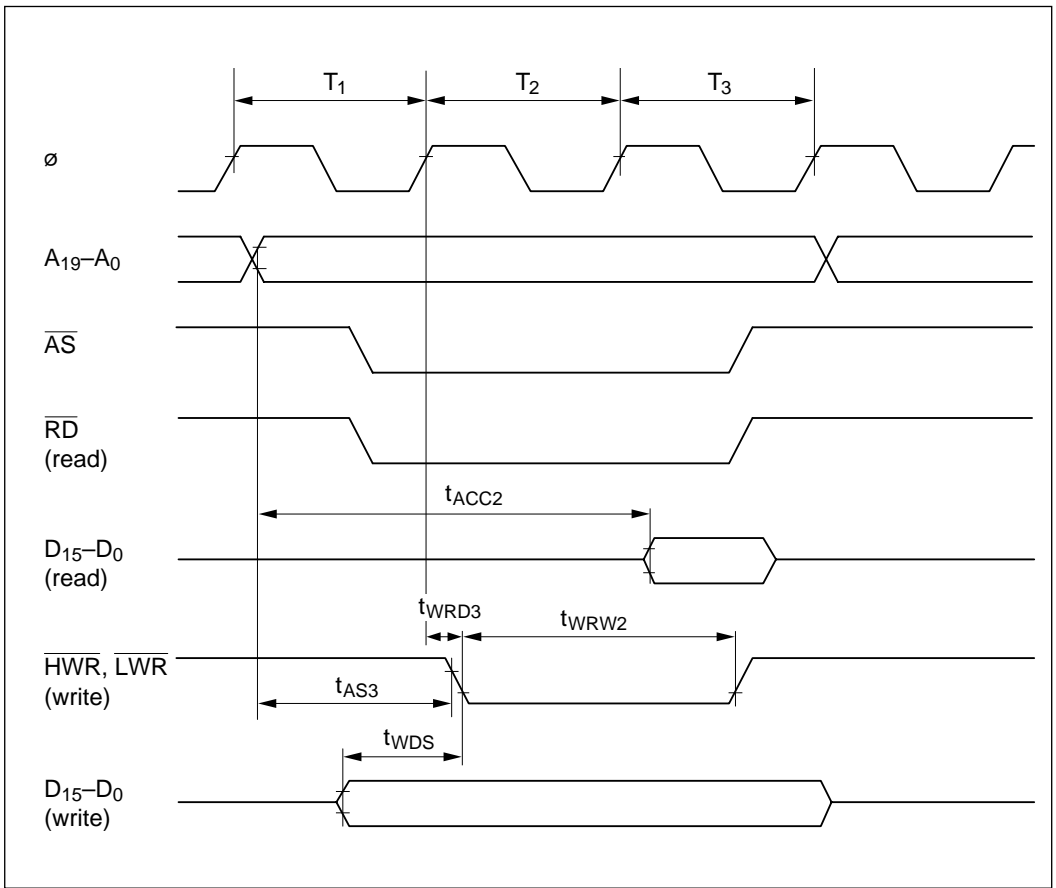 T1 T2 T3
ø
A19–A0
AS
RD
(read)
tACC2
D15–D0
(read)
tWRD3 tWRW2
HWR, LWR
(write)
tAS3
tWDS
D15–D0
(write)